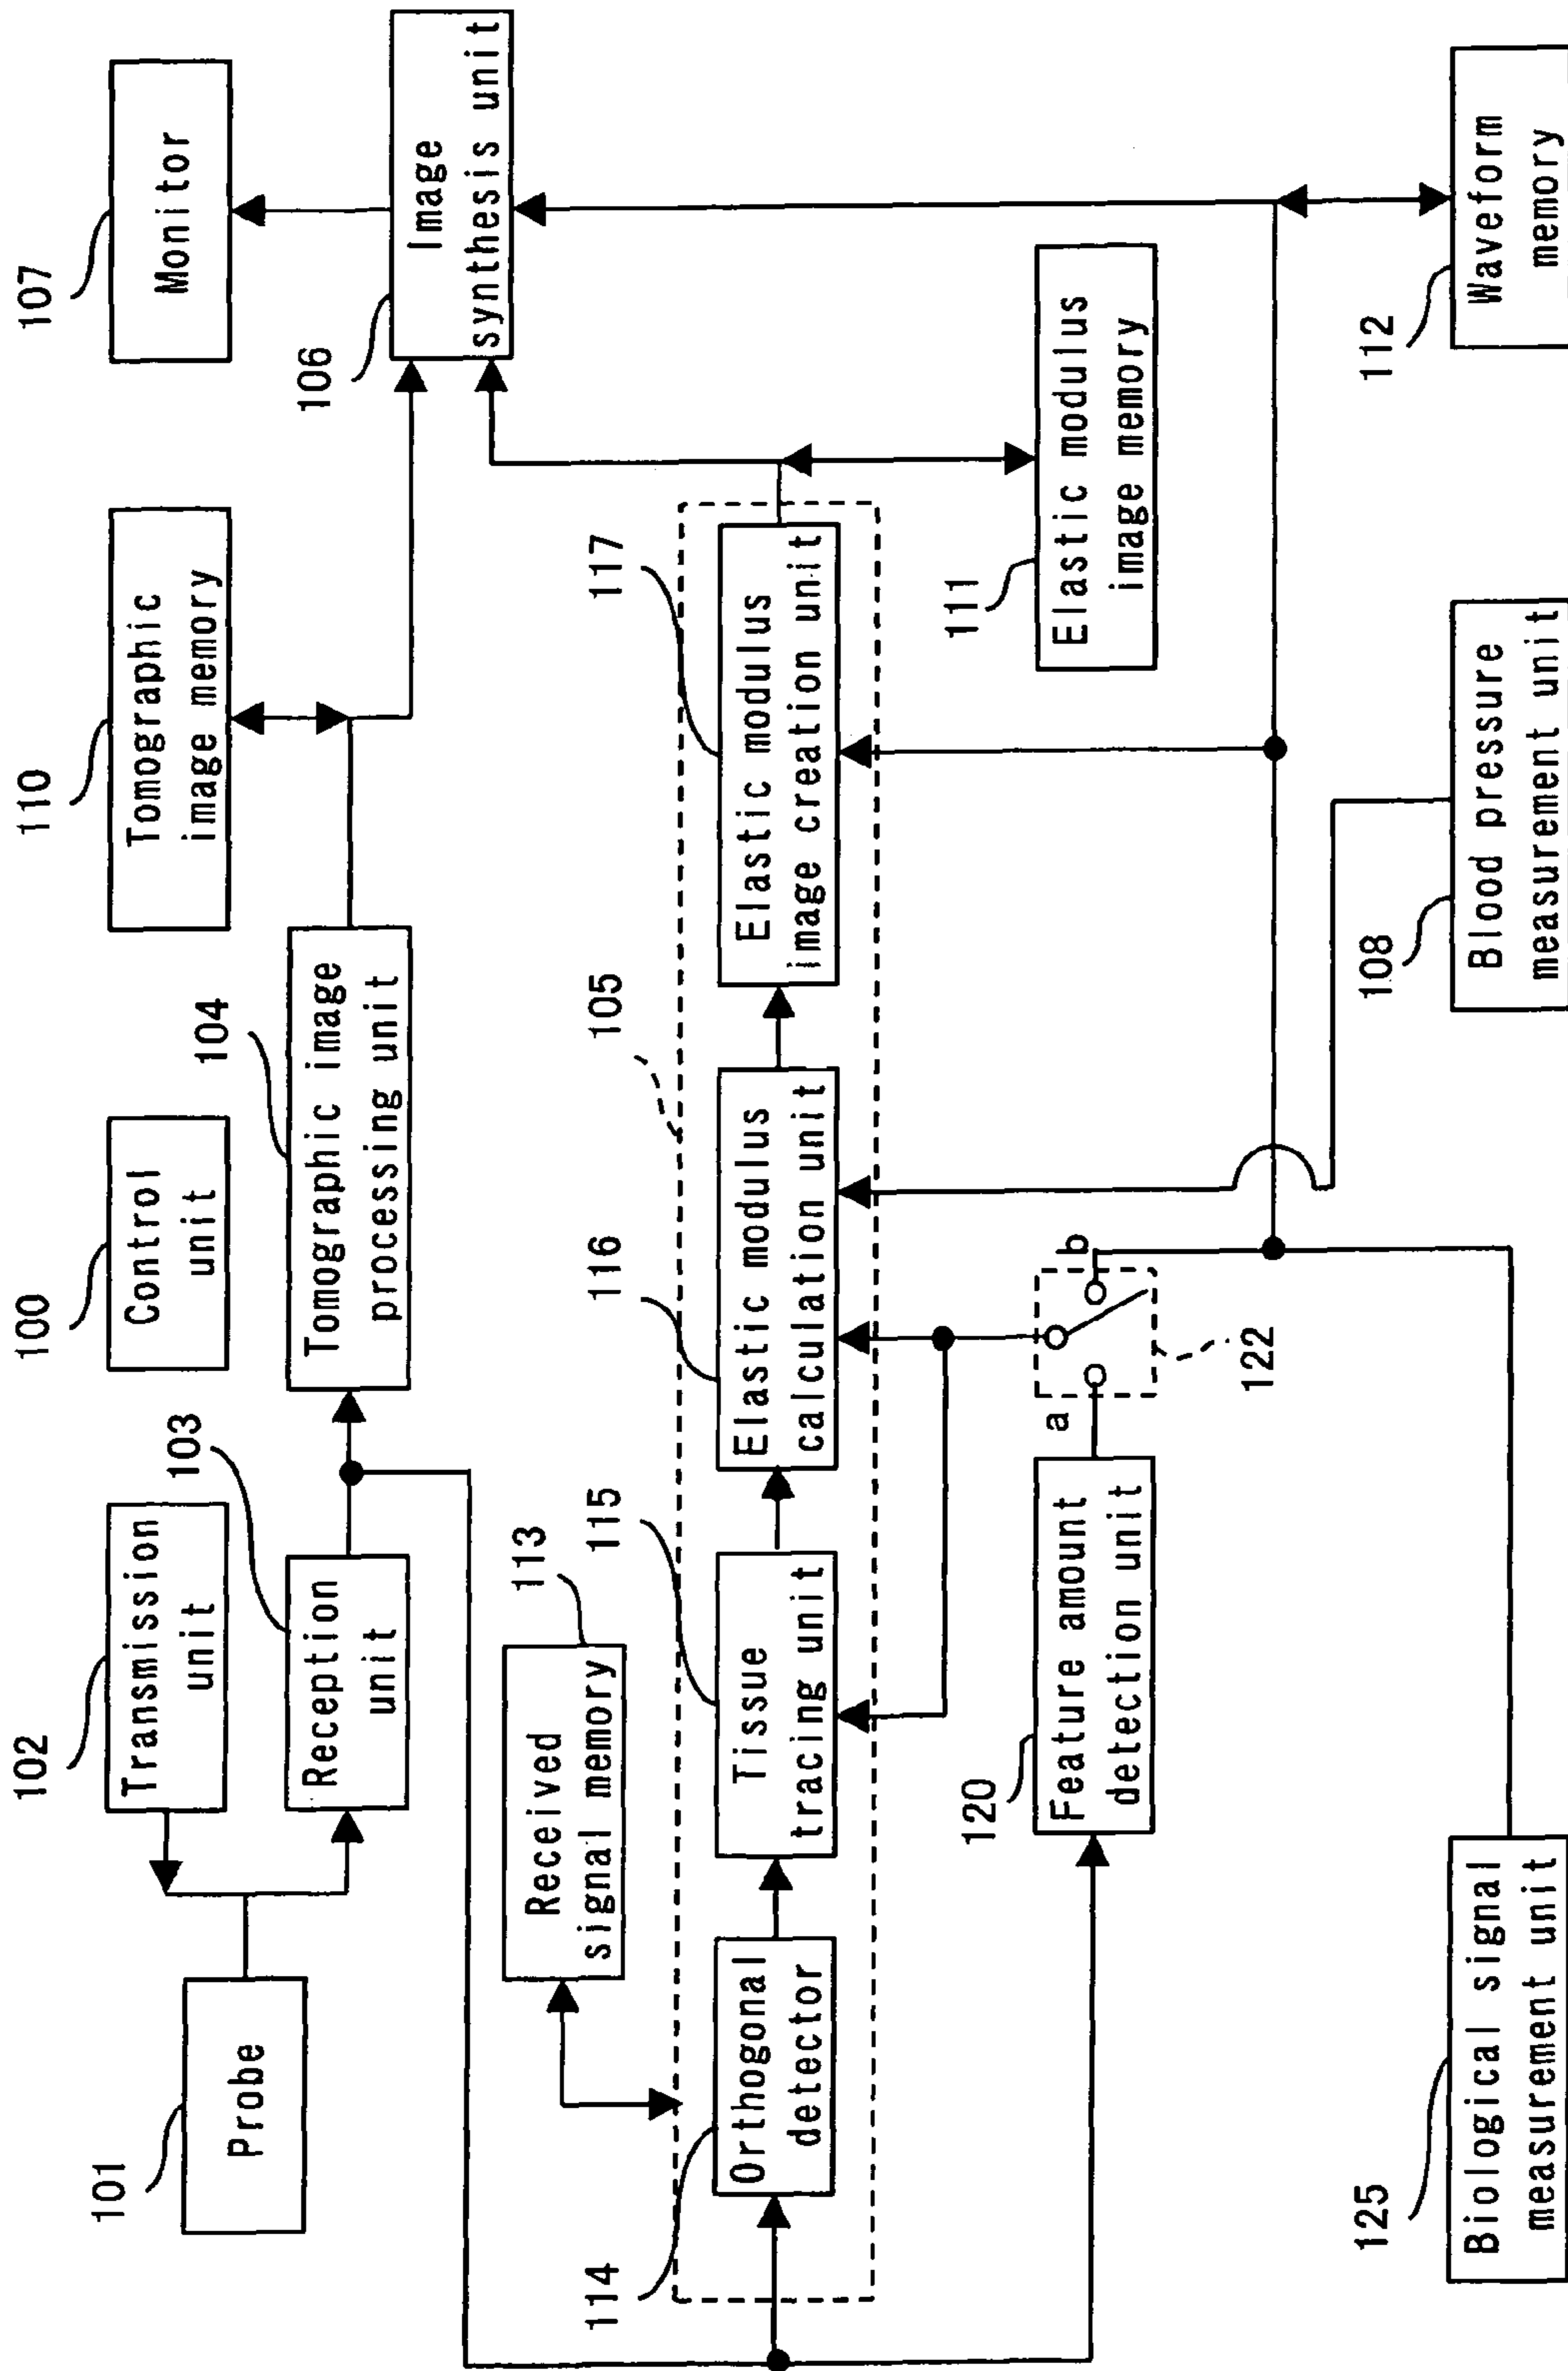 107
Monitor
106
Image
synthesis unit
110
Tomographic
image memory
100
Control
unit
104
Tomographic image
processing unit
102
Transmission
unit
103
Reception
unit
101
Probe
113
Received
signal memory
105
114
Orthogonal
detector
115
Tissue
tracing unit
116
Elastic modulus
calculation unit
117
Elastic modulus
image creation unit
111
Elastic modulus
image memory
120
Feature amount
detection unit
a
b
122
125
Biological signal
measurement unit
108
Blood pressure
measurement unit
112
Waveform
memory